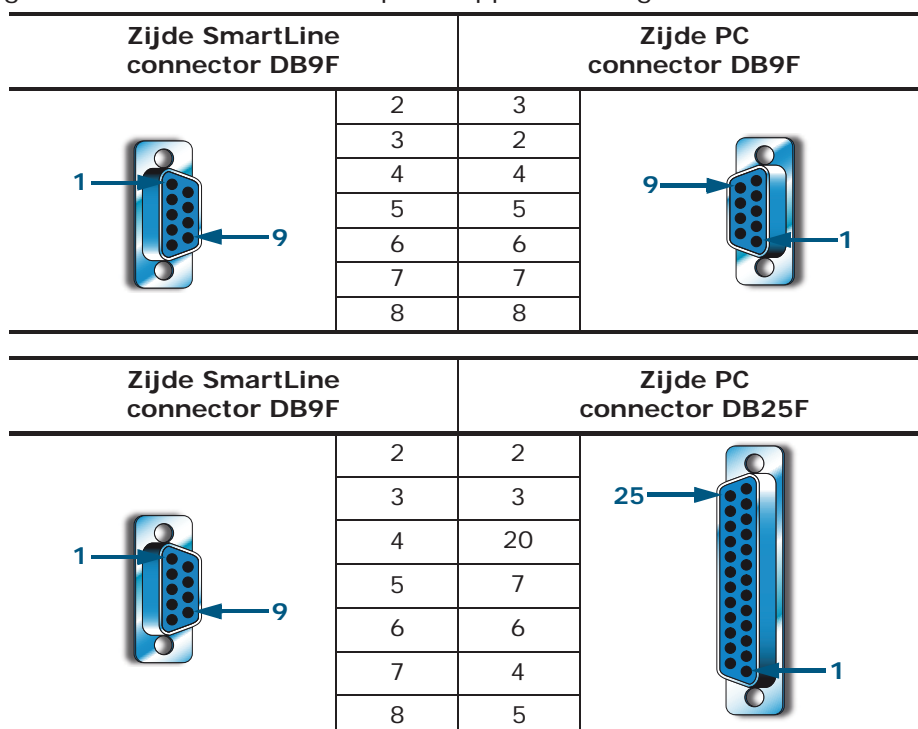 Zijde SmartLine Zijde PC
connector DB9F connector DB9F
2 3
3 2
1 4 4 9
5 5
9 6 6 1
7 7
8 8
Zijde SmartLine Zijde PC
connector DB9F connector DB25F
2 2
3 3 25
1 4 20
5 7
9 6 6
7 4 1
8 5